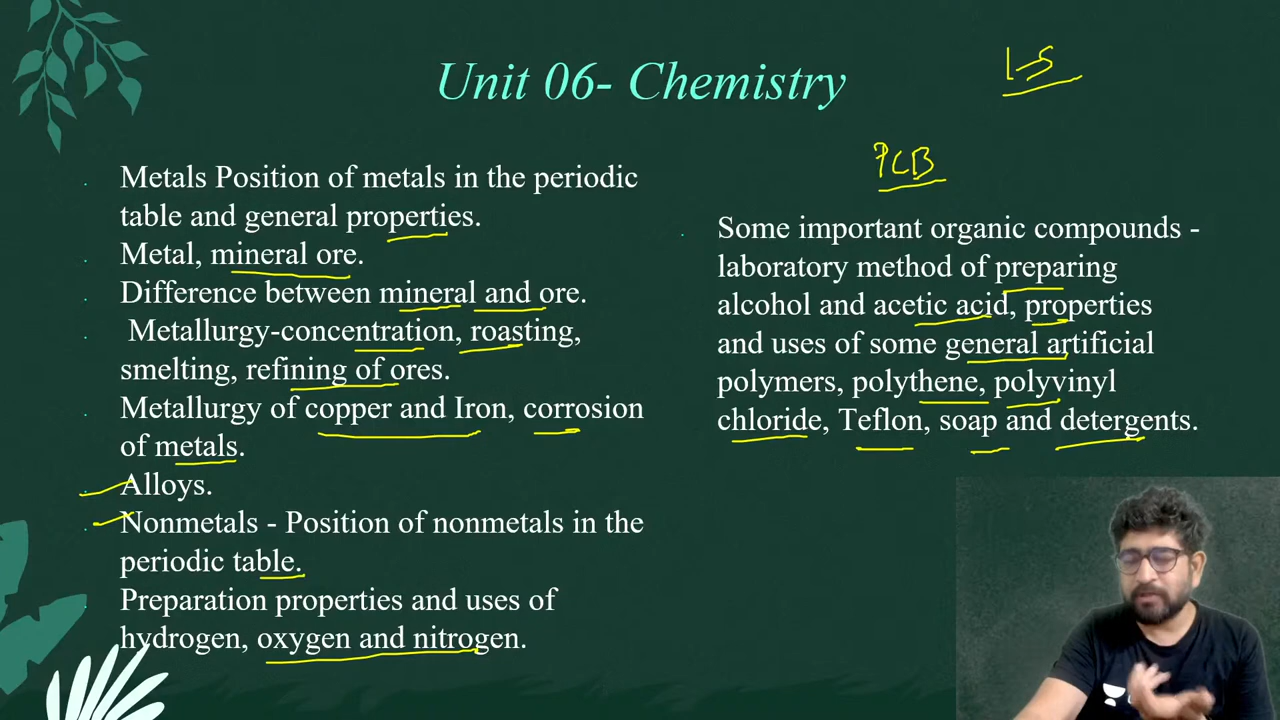 Unit 06- Chemistry
1-5
PCB
Metals Position of metals in the periodic
table and general properties.
Metal, mineral ore.
Difference between mineral and ore.
Metallurgy-concentration, roasting,
smelting, refining of ores.
Metallurgy of copper and Iron, corrosion
of metals.
Alloys.
Nonmetals - Position of nonmetals in the
periodic table.
Preparation properties and uses of
hydrogen, oxygen and nitrogen.
Some important organic compounds -
laboratory method of preparing
alcohol and acetic acid, properties
and uses of some general artificial
polymers, polythene, polyvinyl
chloride, Teflon, soap and detergents.